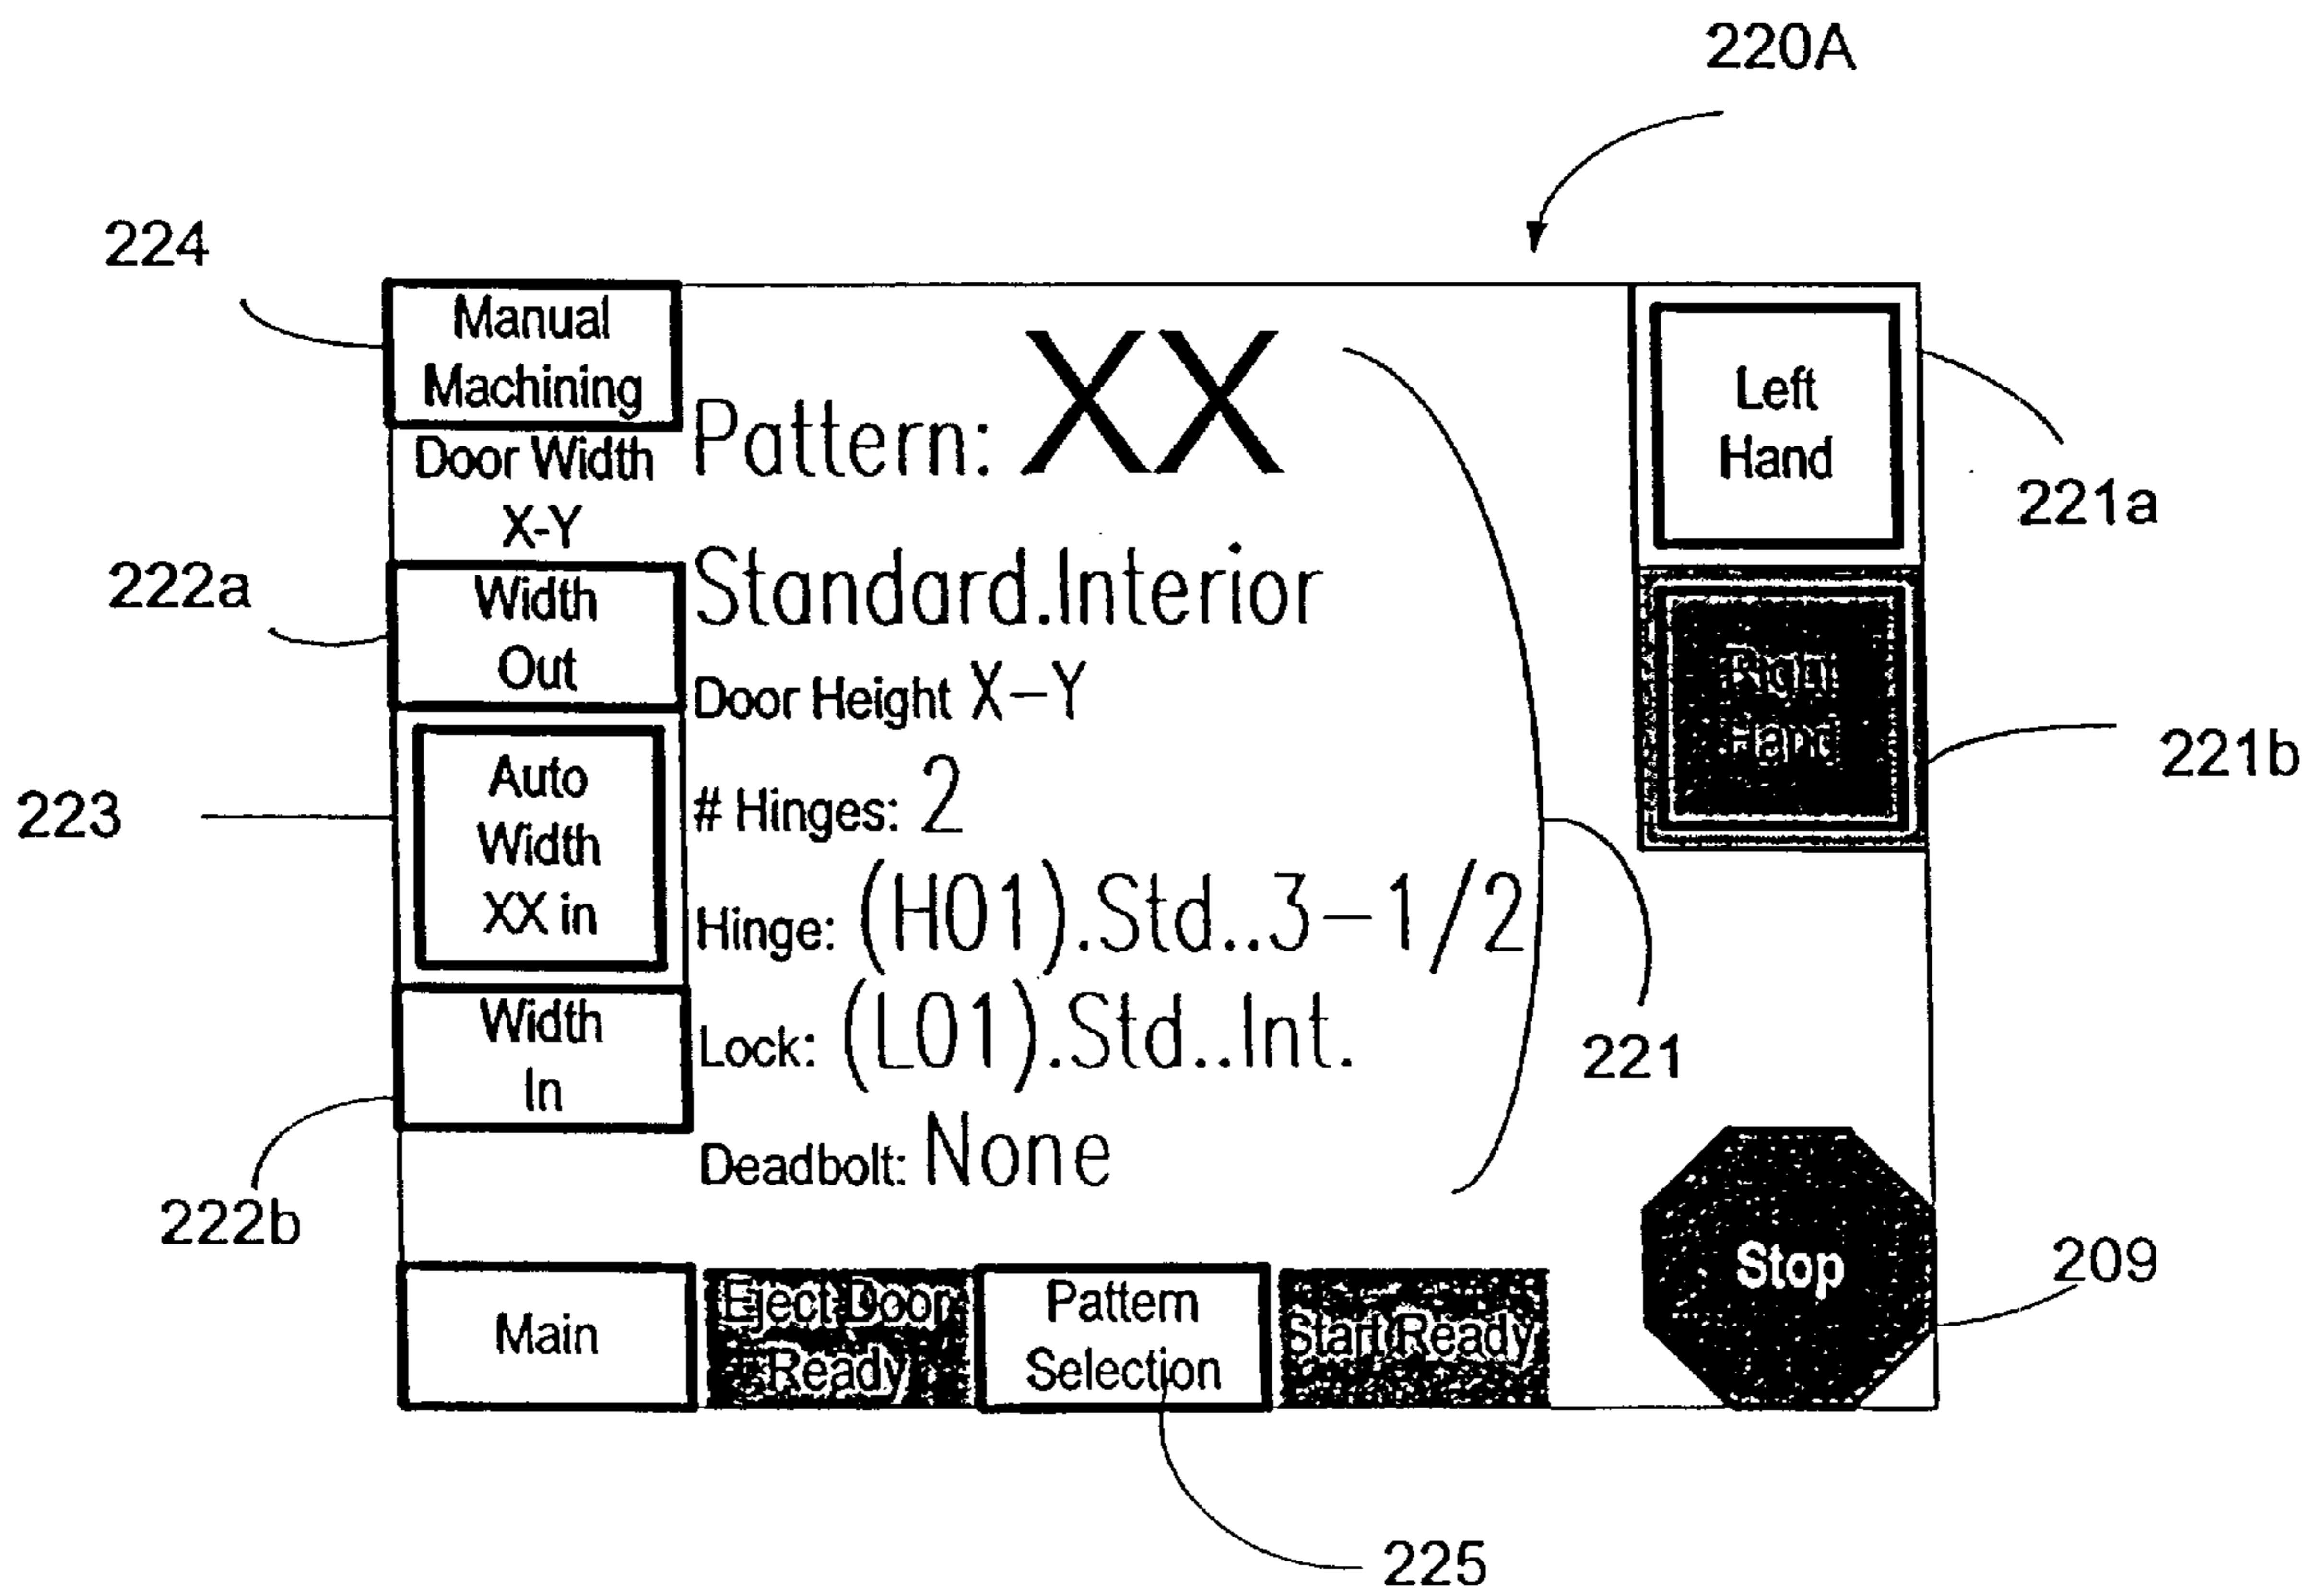 220A
224
Manual
Machining
Door Width
X-Y
222a
Width
Out
223
Auto
Width
XX in
Width
In
222b
Pattern: XX
Standard.Interior
Door Height X-Y
# Hinges: 2
Hinge: (H01).Std..3-1/2
Lock: (L01).Std..Int.
Deadbolt: None
Left
Hand
221a
Right
Hand
221b
221
Stop
209
Main
Eject Door
Ready
Pattern
Selection
Start Ready
225